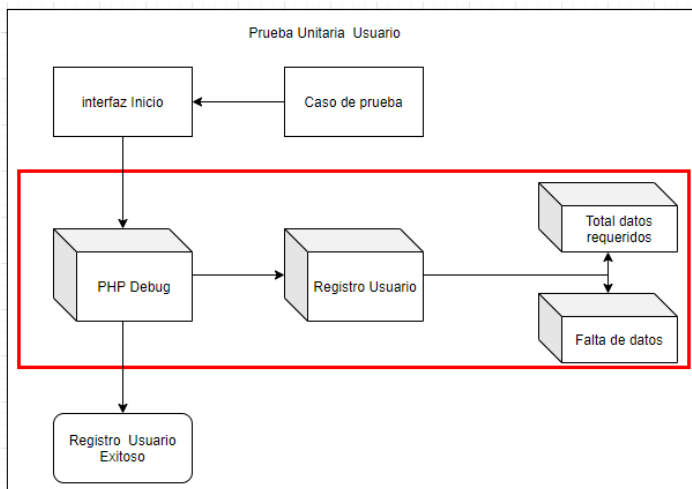 Prueba Unitaria Usuario
interfaz Inicio
Caso de prueba
Total datos
requeridos
PHP Debug
Registro Usuario
Falta de datos
Registro Usuario
Exitoso